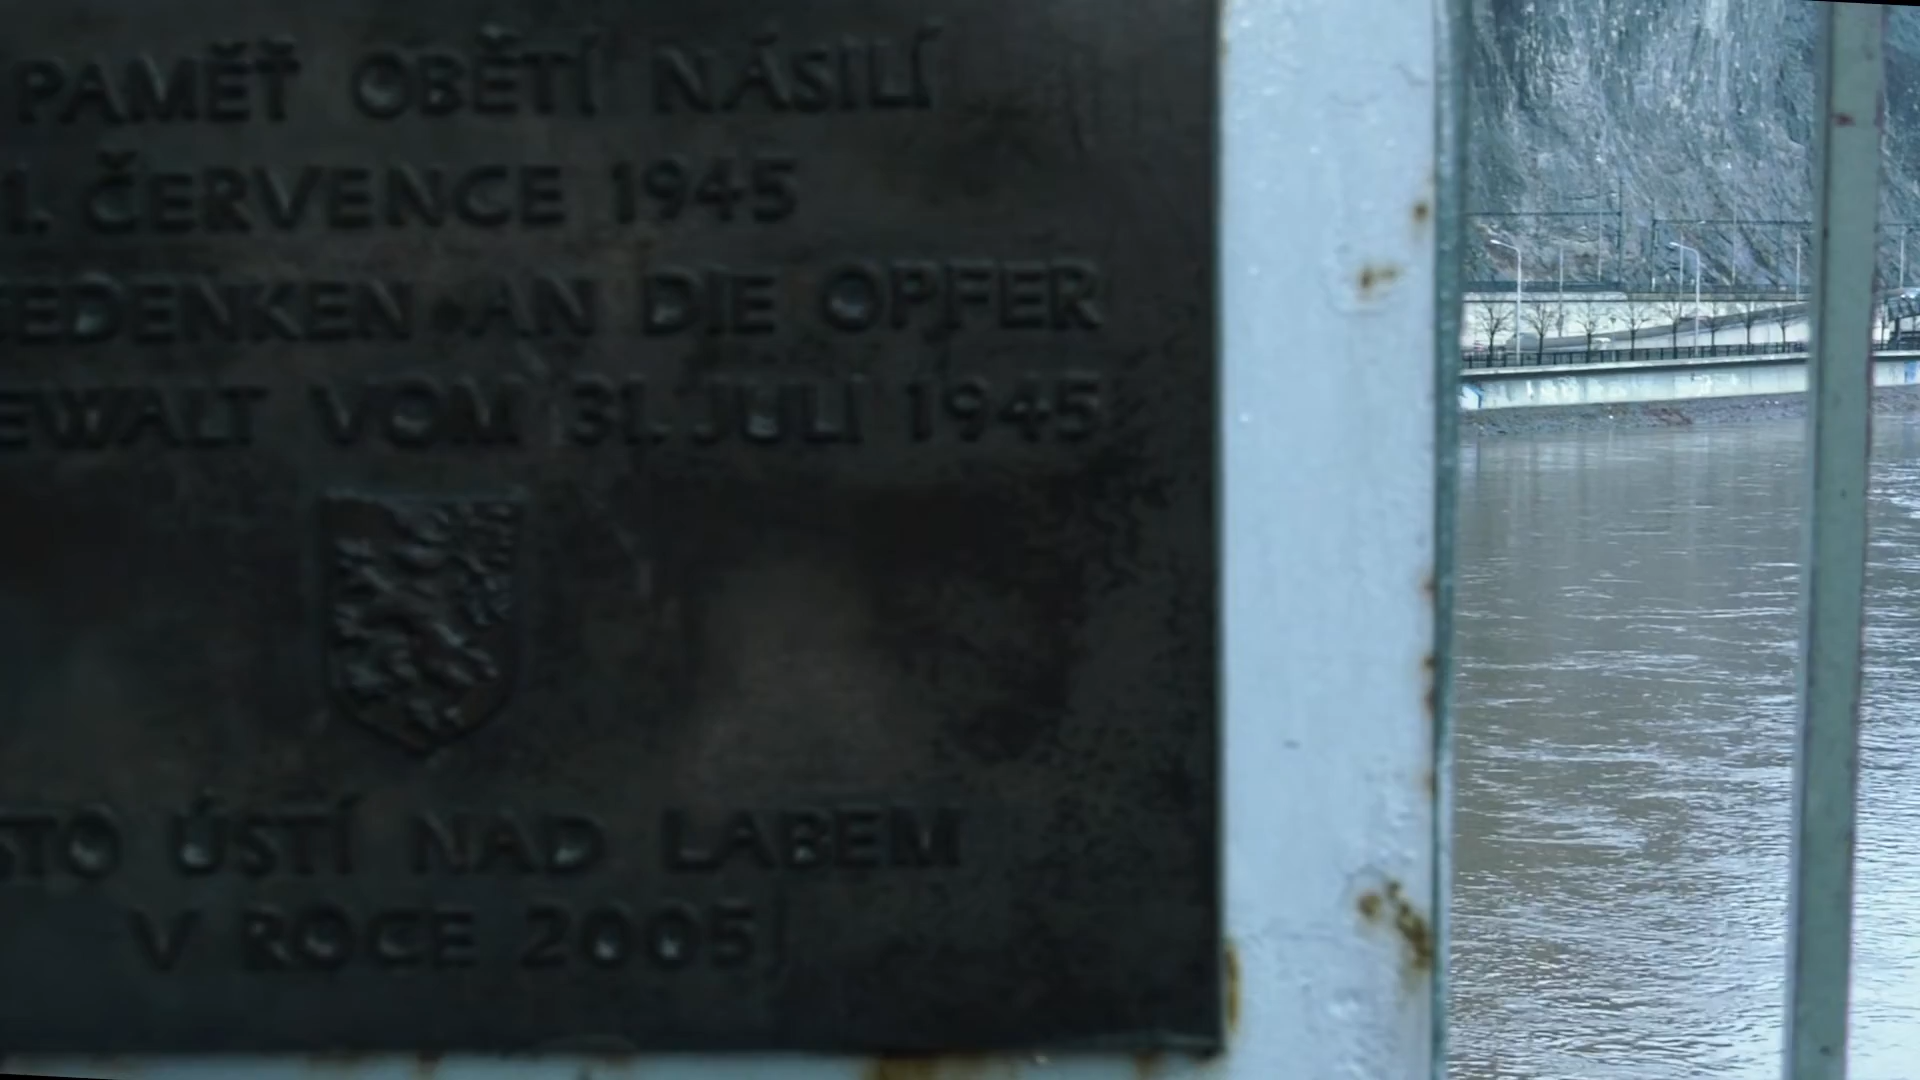 PAMĚŤ OBĚTÍ NÁSILÍ
1. ČERVENCE 1945
EDENKEN AN DIE OPFER
EWALT VOM 31. JULI 1945
STO ÚSTÍ NAD LABEM
V ROCE 2005